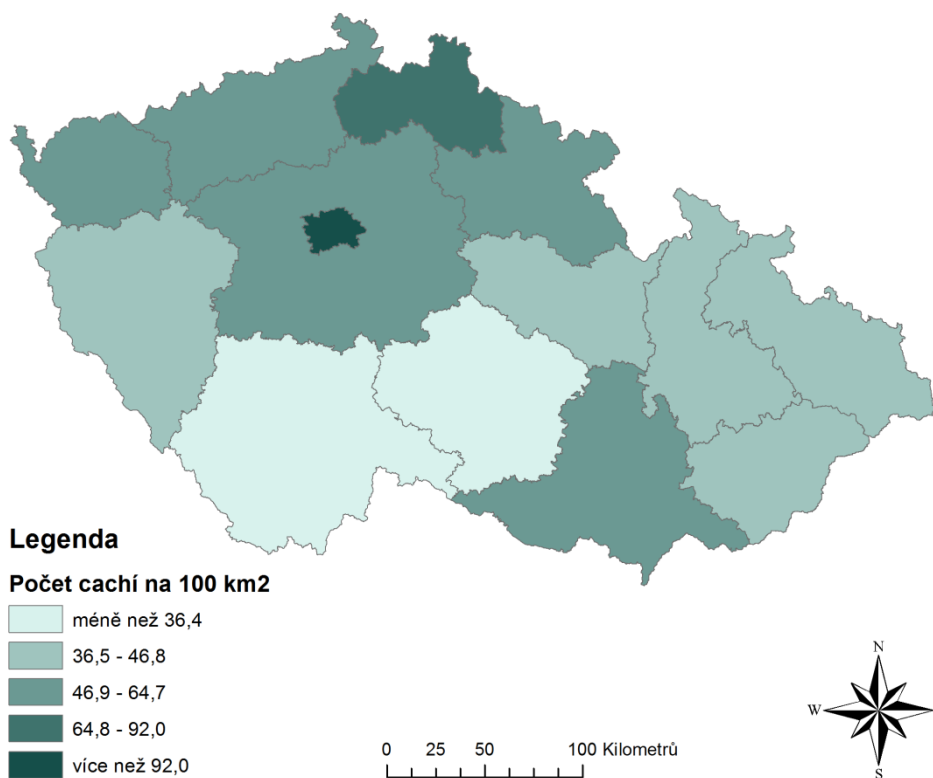 Legenda
Počet cachí na 100 km2
méně než 36,4
36,5 - 46,8
46,9 - 64,7
64,8 - 92,0
více než 92,0
0 25 50 100 Kilometrů
N
W
S